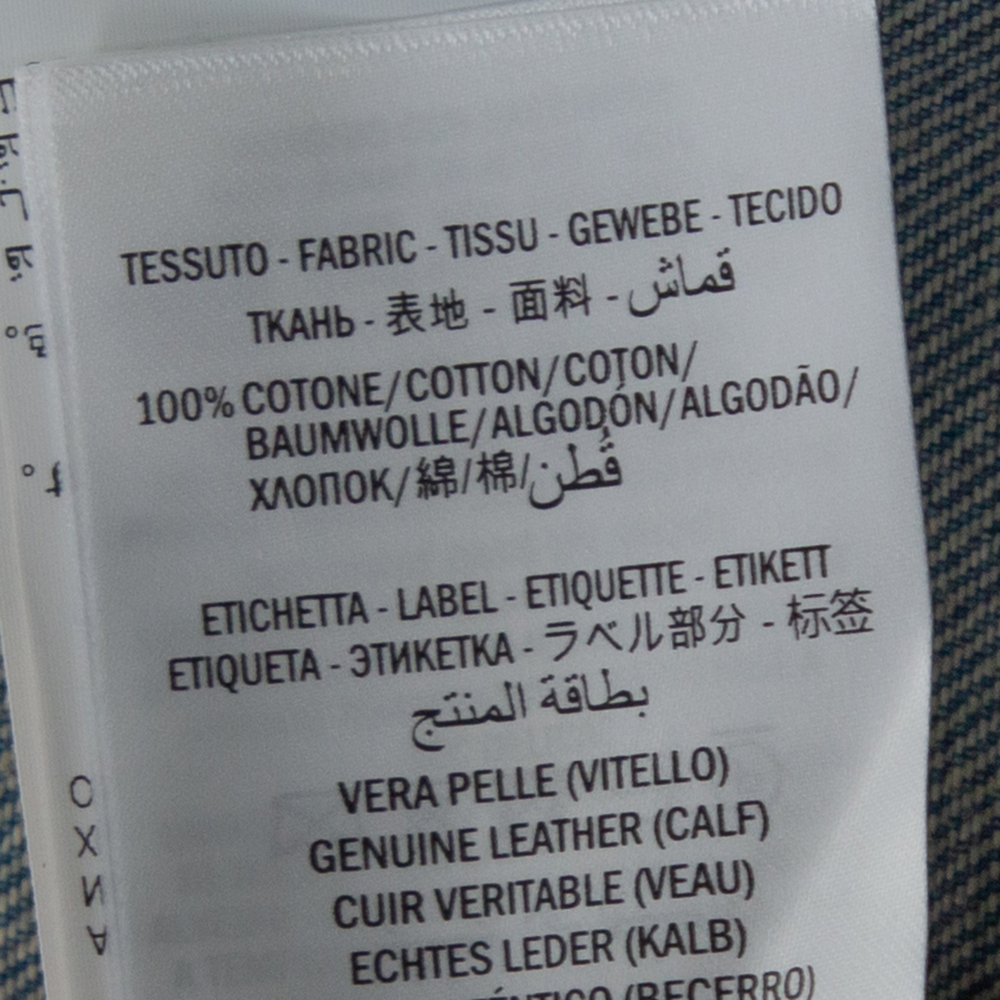 TESSUTO - FABRIC - TISSU - GEWEBE - TECIDO
ТКАНЬ - 表地 - 面料 - قماش
100% COTONE/COTTON/COTON/
BAUMWOLLE/ALGODÓN/ALGODÃO/
ХЛОПОК/綿/棉/قُطن
ETICHETTA - LABEL - ETIQUETTE - ETIKETT
ETIQUETA - ЭТИКЕТКА - ラベル部分 - 标签
بطاقة المنتج
VERA PELLE (VITELLO)
GENUINE LEATHER (CALF)
CUIR VERITABLE (VEAU)
ECHTES LEDER (KALB)
(BECERRO)